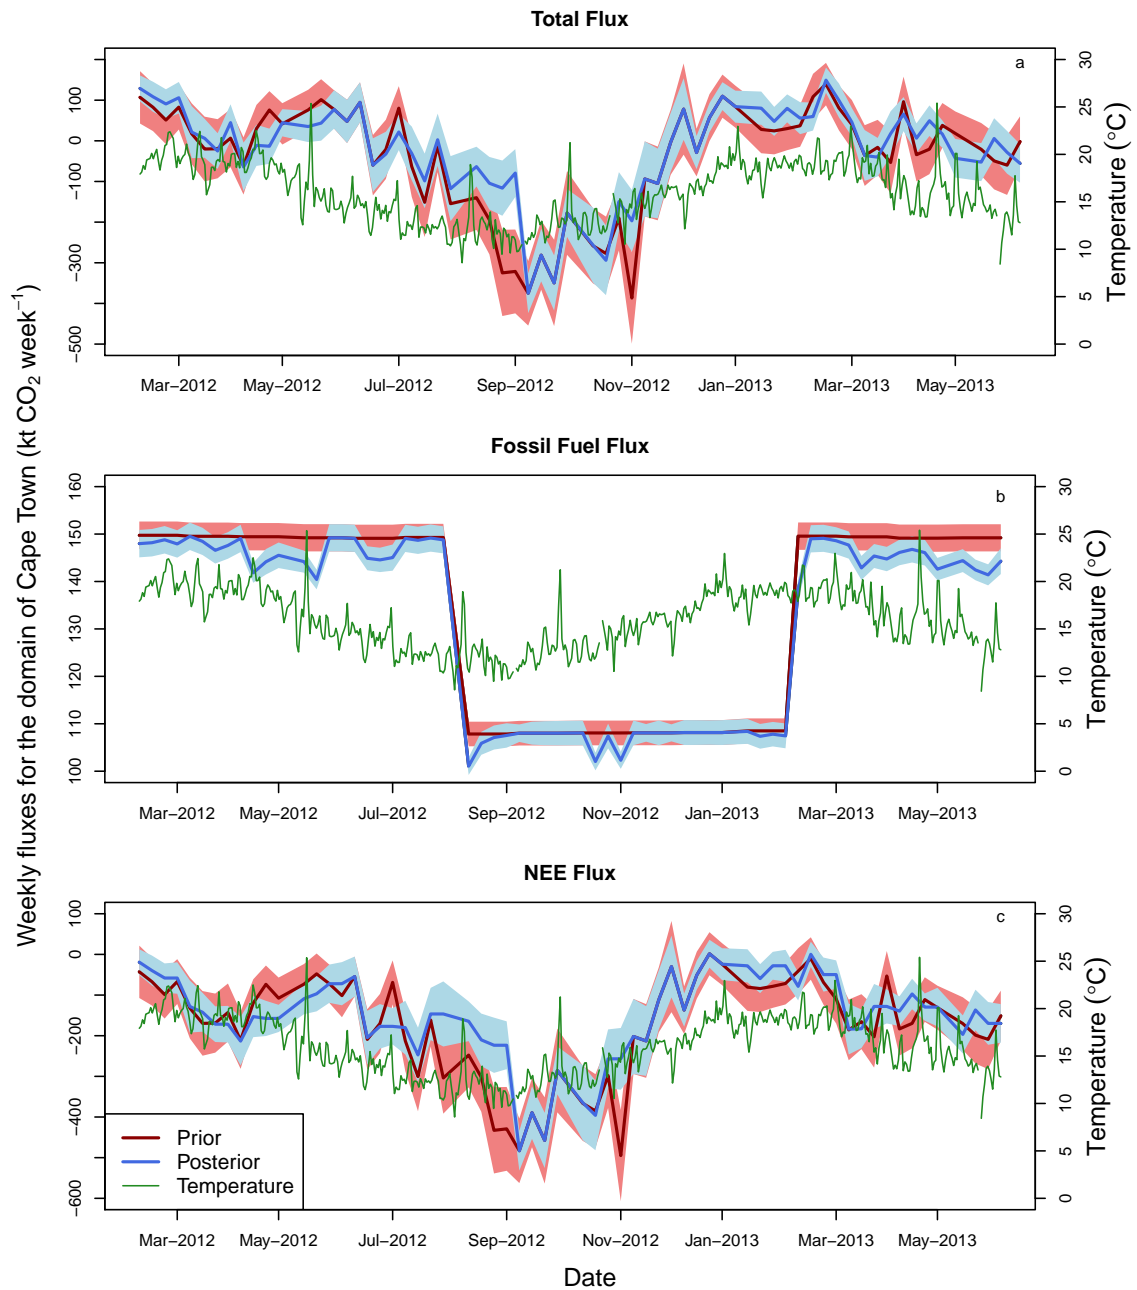 Total Flux
a
100
0
−100
−300
−500
30
25
20
15
10
5
0
Temperature (°C)
Mar−2012 May−2012 Jul−2012 Sep−2012 Nov−2012 Jan−2013 Mar−2013 May−2013
Weekly fluxes for the domain of Cape Town (kt CO₂ week⁻¹)
Fossil Fuel Flux
b
160
150
140
130
120
110
100
30
25
20
15
10
5
0
Temperature (°C)
Mar−2012 May−2012 Jul−2012 Sep−2012 Nov−2012 Jan−2013 Mar−2013 May−2013
NEE Flux
c
100
0
−200
−400
−600
30
25
20
15
10
5
0
Temperature (°C)
Prior
Posterior
Temperature
Mar−2012 May−2012 Jul−2012 Sep−2012 Nov−2012 Jan−2013 Mar−2013 May−2013
Date